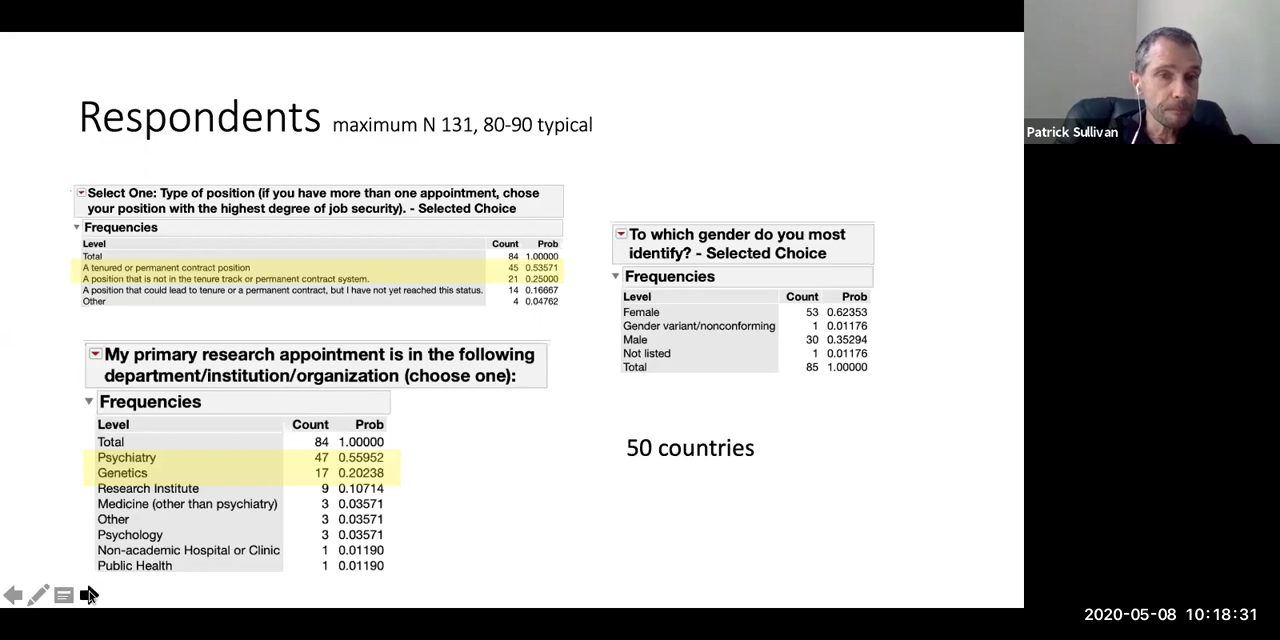 Respondents maximum N 131, 80-90 typical
Select One: Type of position (if you have more than one appointment, chose
your position with the highest degree of job security). - Selected Choice
Frequencies
Level Count Prob
Total 84 1.00000
A tenured or permanent contract position 45 0.53571
A position that is not in the tenure track or permanent contract system. 21 0.25000
A position that could lead to tenure or a permanent contract, but I have not yet reached this status. 14 0.16667
Other 4 0.04762
My primary research appointment is in the following
department/institution/organization (choose one):
Frequencies
Level Count Prob
Total 84 1.00000
Psychiatry 47 0.55952
Genetics 17 0.20238
Research Institute 9 0.10714
Medicine (other than psychiatry) 3 0.03571
Other 3 0.03571
Psychology 3 0.03571
Non-academic Hospital or Clinic 1 0.01190
Public Health 1 0.01190
To which gender do you most
identify? - Selected Choice
Frequencies
Level Count Prob
Female 53 0.62353
Gender variant/nonconforming 1 0.01176
Male 30 0.35294
Not listed 1 0.01176
Total 85 1.00000
50 countries
Patrick Sullivan
2020-05-08 10:18:31